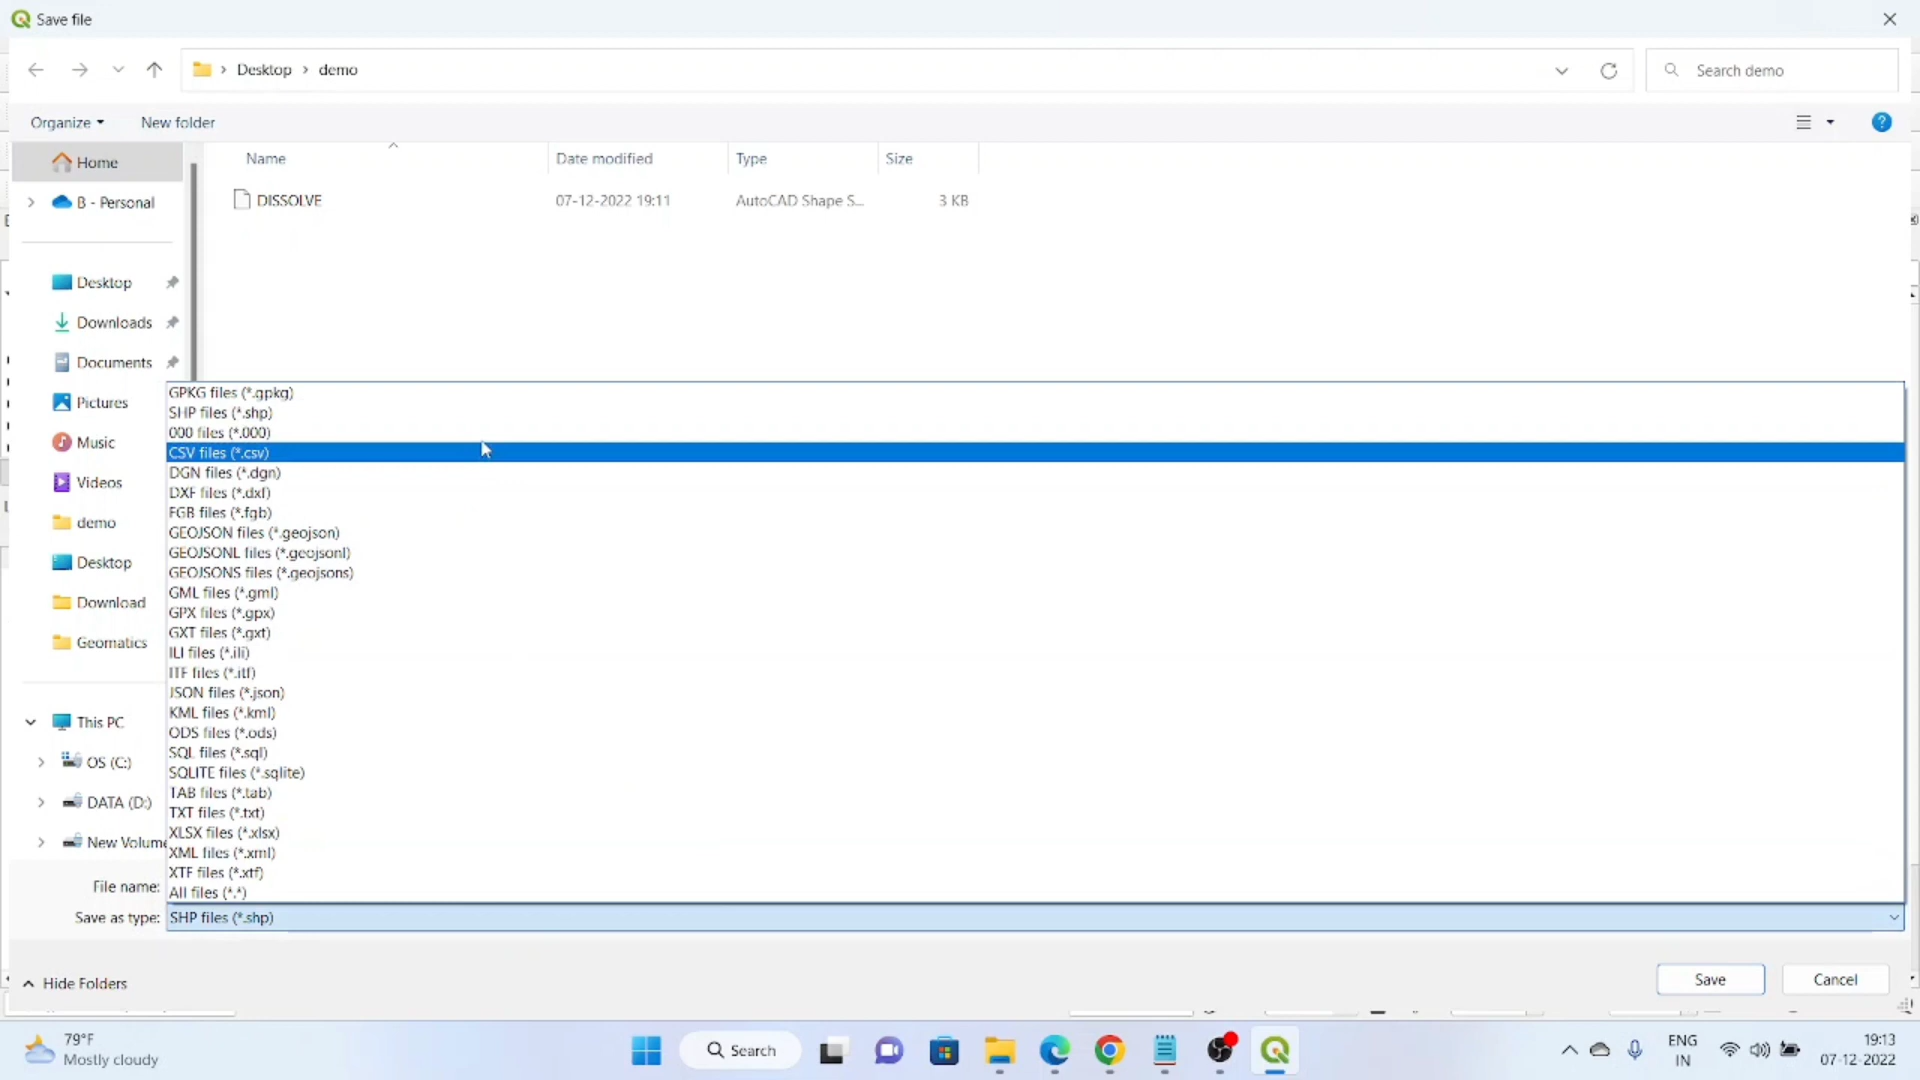 Save file
Desktop > demo
Search demo
Organize
New folder
Name
Date modified
Type
Size
DISSOLVE
07-12-2022 19:11
AutoCAD Shape S...
3 KB
Home
B - Personal
Desktop
Downloads
Documents
Pictures
Music
Videos
demo
Desktop
Download
Geomatics
This PC
OS (C:)
DATA (D:)
New Volume
GPKG files (*.gpkg)
SHP files (*.shp)
000 files (*.000)
CSV files (*.csv)
DGN files (*.dgn)
DXF files (*.dxf)
FGB files (*.fgb)
GEOJSON files (*.geojson)
GEOJSONL files (*.geojsonl)
GEOJSONS files (*.geojsons)
GML files (*.gml)
GPX files (*.gpx)
GXT files (*.gxt)
ILI files (*.ili)
ITF files (*.itf)
JSON files (*.json)
KML files (*.kml)
ODS files (*.ods)
SQL files (*.sql)
SQLITE files (*.sqlite)
TAB files (*.tab)
TXT files (*.txt)
XLSX files (*.xlsx)
XML files (*.xml)
XTF files (*.xtf)
All files (*.*)
File name:
Save as type: SHP files (*.shp)
Hide Folders
Save
Cancel
79°F
Mostly cloudy
Search
ENG
IN
19:13
07-12-2022